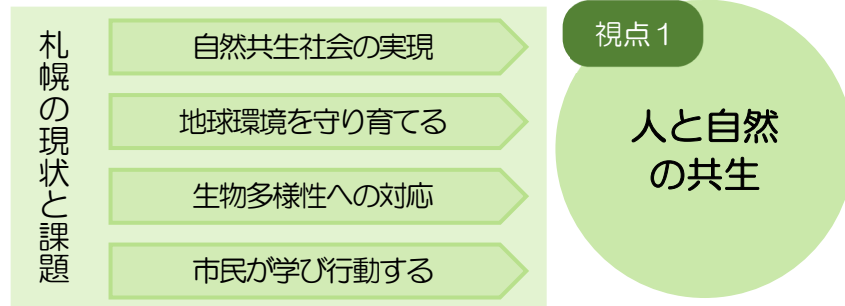 札幌の現状と課題
自然共生社会の実現
地球環境を守り育てる
生物多様性への対応
市民が学び行動する
視点1
人と自然
の共生